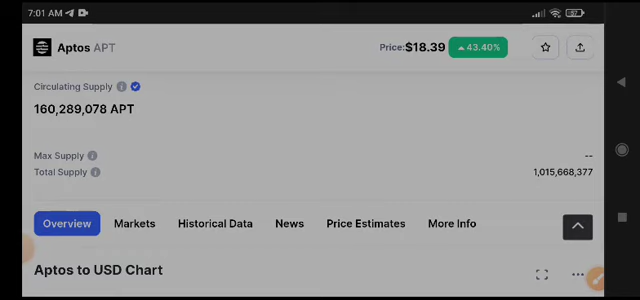 7:01 AM
67
Aptos APT
Price: $18.39 43.40%
Circulating Supply
160,289,078 APT
Max Supply --
Total Supply 1,015,668,377
Overview Markets Historical Data News Price Estimates More Info
Aptos to USD Chart